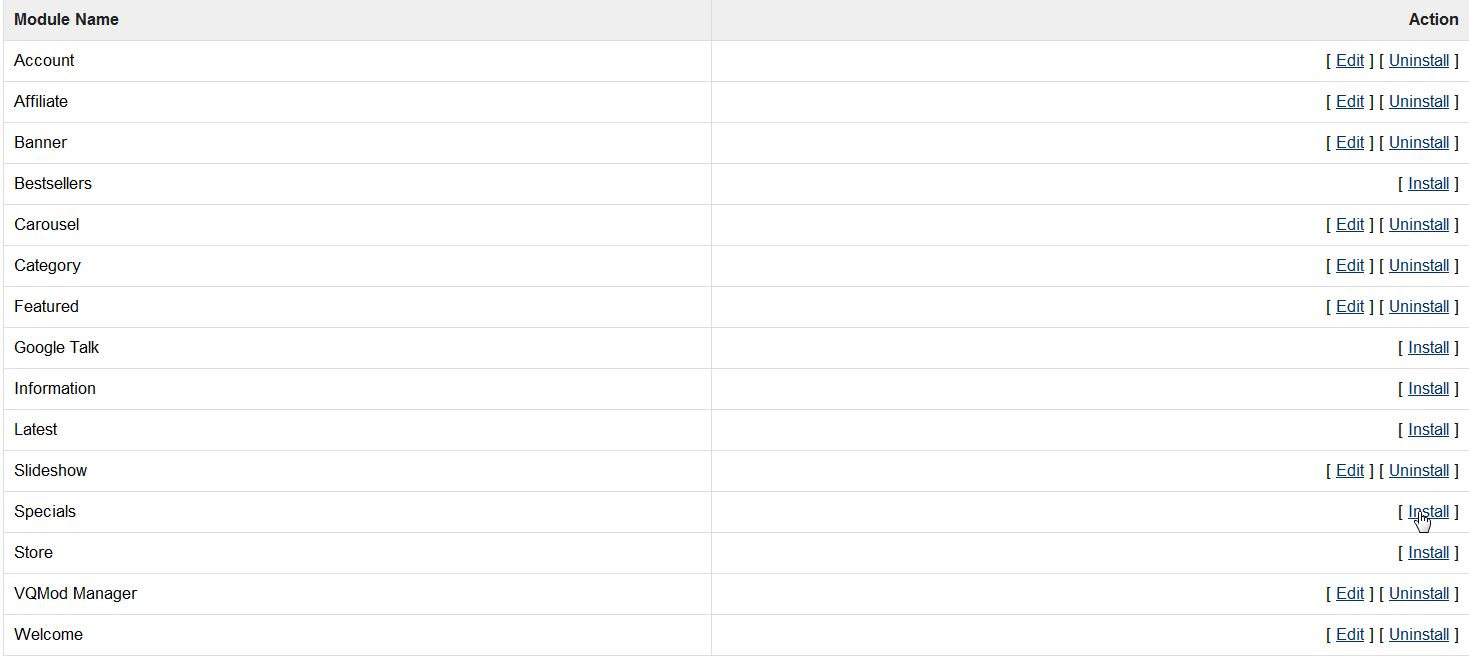 Module Name Action
Account [ Edit ] [ Uninstall ]
Affiliate [ Edit ] [ Uninstall ]
Banner [ Edit ] [ Uninstall ]
Bestsellers [ Install ]
Carousel [ Edit ] [ Uninstall ]
Category [ Edit ] [ Uninstall ]
Featured [ Edit ] [ Uninstall ]
Google Talk [ Install ]
Information [ Install ]
Latest [ Install ]
Slideshow [ Edit ] [ Uninstall ]
Specials [ Install ]
Store [ Install ]
VQMod Manager [ Edit ] [ Uninstall ]
Welcome [ Edit ] [ Uninstall ]